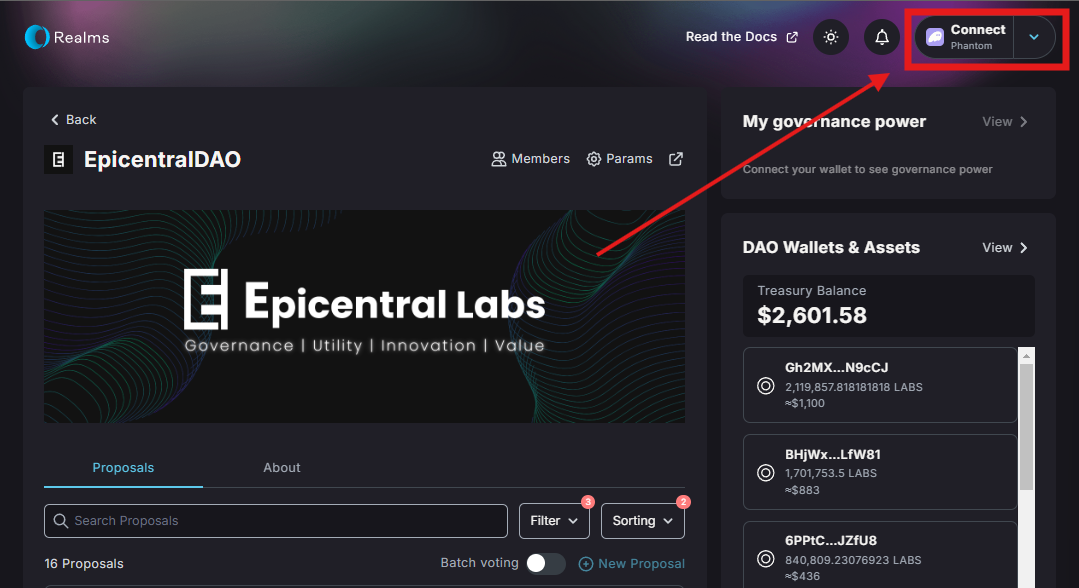 Realms
Read the Docs
Connect
Phantom
Back
EpicentralDAO
Members
Params
Epicentral Labs
Governance | Utility | Innovation | Value
Proposals
About
Search Proposals
Filter
3
Sorting
2
16 Proposals
Batch voting
New Proposal
My governance power
View
Connect your wallet to see governance power
DAO Wallets & Assets
View
Treasury Balance
$2,601.58
Gh2MX...N9cCJ
2,119,857.818181818 LABS
≈$1,100
BHjWx...LfW81
1,701,753.5 LABS
≈$883
6PPtC...JZfU8
840,809.23076923 LABS
≈$436